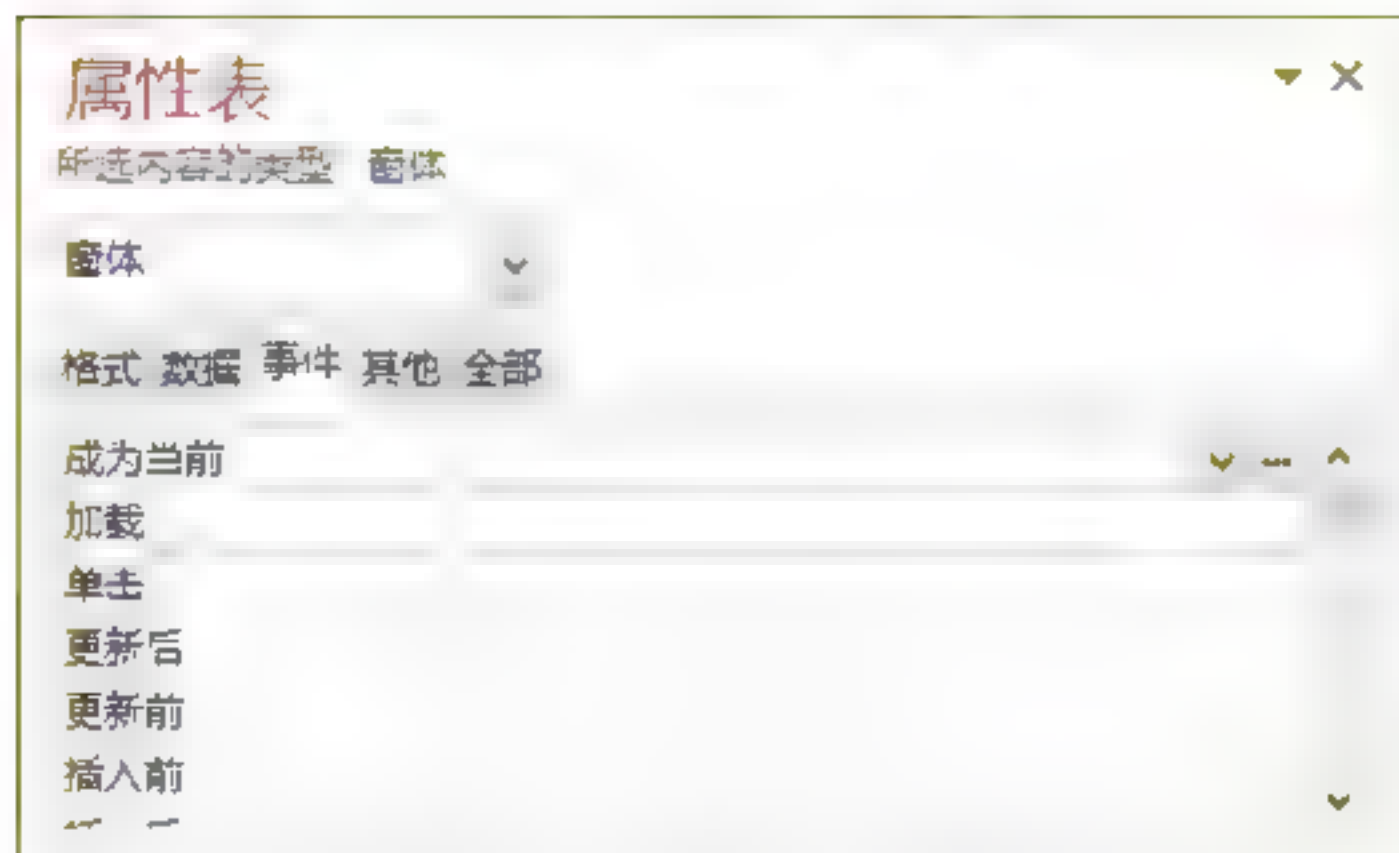 属性表
所选内容的类型 窗体
窗体
格式 数据 事件 其他 全部
成为当前
加载
单击
更新后
更新前
插入前